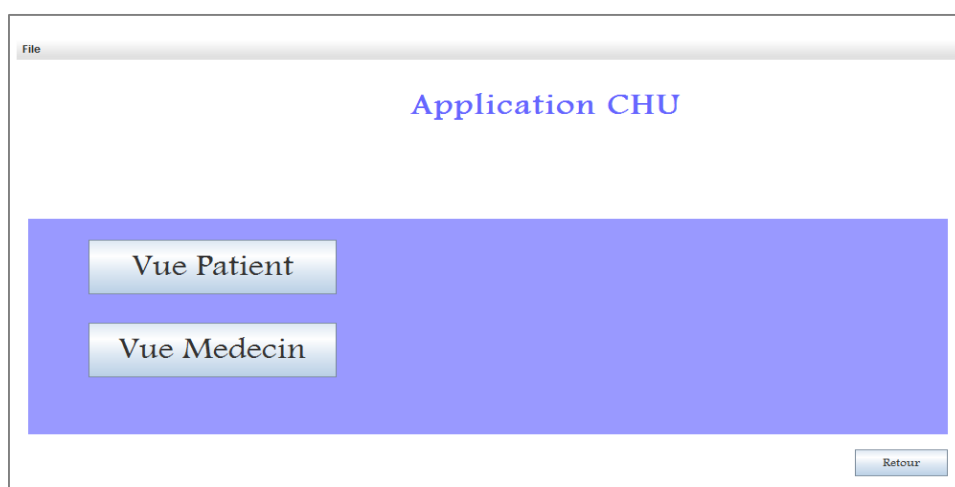 File
Application CHU
Vue Patient
Vue Medecin
Retour